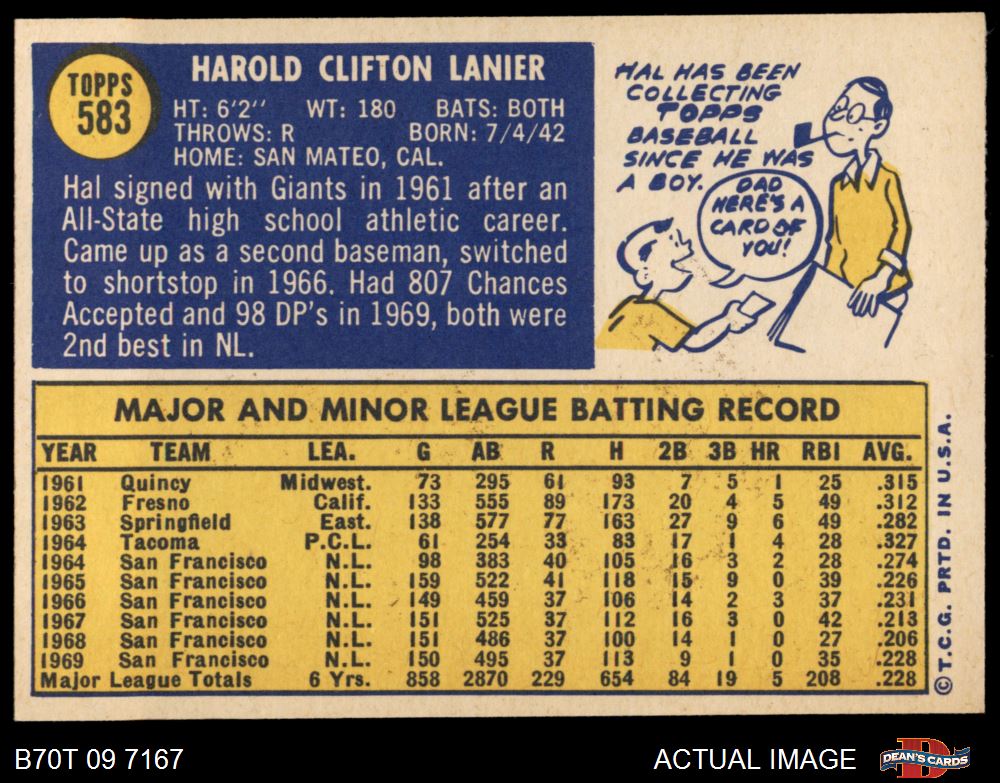 TOPPS
583
HAROLD CLIFTON LANIER
HT: 6'2'' WT: 180 BATS: BOTH
THROWS: R BORN: 7/4/42
HOME: SAN MATEO, CAL.
Hal signed with Giants in 1961 after an
All-State high school athletic career.
Came up as a second baseman, switched
to shortstop in 1966. Had 807 Chances
Accepted and 98 DP's in 1969, both were
2nd best in NL.
HAL HAS BEEN
COLLECTING
TOPPS
BASEBALL
SINCE HE WAS
A BOY.
DAD
HERE'S A
CARD OF
YOU!
MAJOR AND MINOR LEAGUE BATTING RECORD
YEAR TEAM LEA. G AB R H 2B 3B HR RBI AVG.
1961 Quincy Midwest. 73 295 61 93 7 5 1 25 .315
1962 Fresno Calif. 133 555 89 173 20 4 5 49 .312
1963 Springfield East. 138 577 77 163 27 9 6 49 .282
1964 Tacoma P.C.L. 61 254 33 83 17 1 4 28 .327
1964 San Francisco N.L. 98 383 40 105 16 3 2 28 .274
1965 San Francisco N.L. 159 522 41 118 15 9 0 39 .226
1966 San Francisco N.L. 149 459 37 106 14 2 3 37 .231
1967 San Francisco N.L. 151 525 37 112 16 3 0 42 .213
1968 San Francisco N.L. 151 486 37 100 14 1 0 27 .206
1969 San Francisco N.L. 150 495 37 113 9 1 0 35 .228
Major League Totals 6 Yrs. 858 2870 229 654 84 19 5 208 .228
© T.C.G. PRTD. IN U.S.A.
B70T 09 7167
ACTUAL IMAGE
DEAN'S CARDS